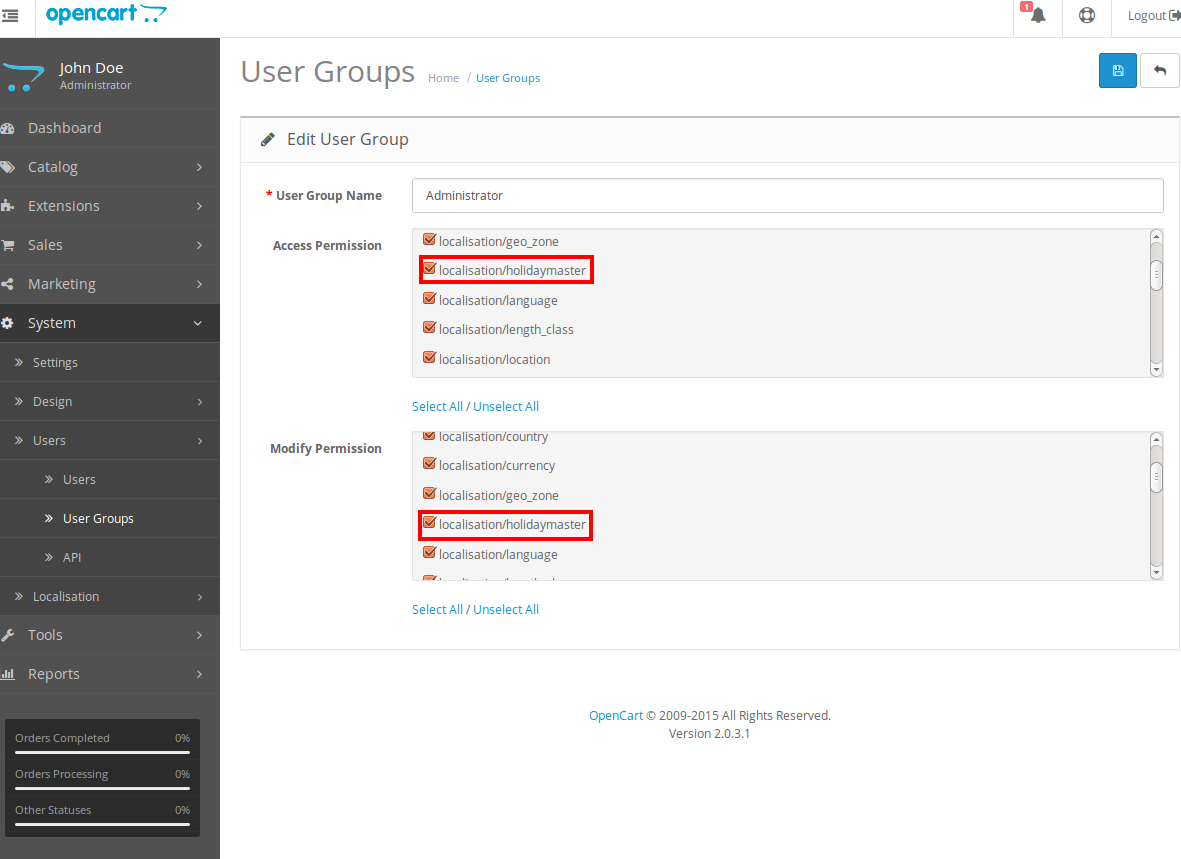 opencart
1
Logout
John Doe
Administrator
Dashboard
Catalog
Extensions
Sales
Marketing
System
Settings
Design
Users
Users
User Groups
API
Localisation
Tools
Reports
Orders Completed 0%
Orders Processing 0%
Other Statuses 0%
User Groups Home / User Groups
Edit User Group
* User Group Name Administrator
Access Permission
localisation/geo_zone
localisation/holidaymaster
localisation/language
localisation/length_class
localisation/location
Select All / Unselect All
Modify Permission
localisation/country
localisation/currency
localisation/geo_zone
localisation/holidaymaster
localisation/language
Select All / Unselect All
OpenCart © 2009-2015 All Rights Reserved.
Version 2.0.3.1